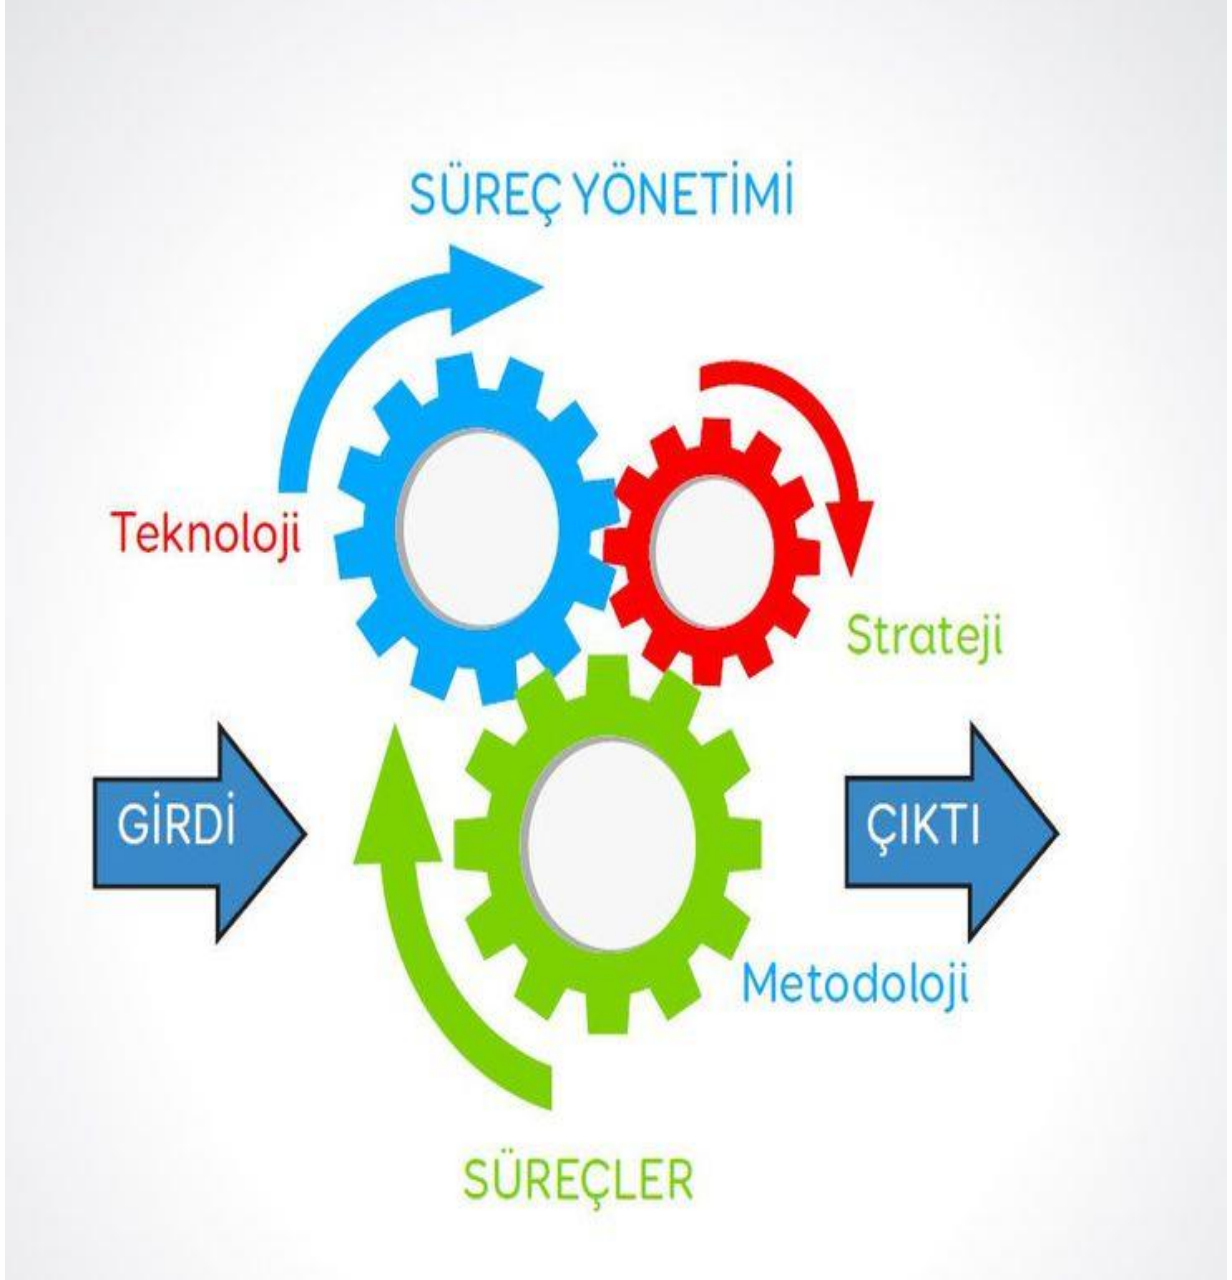 SÜREÇ YÖNETİMİ
Teknoloji
Strateji
GİRDİ
ÇIKTI
Metodoloji
SÜREÇLER